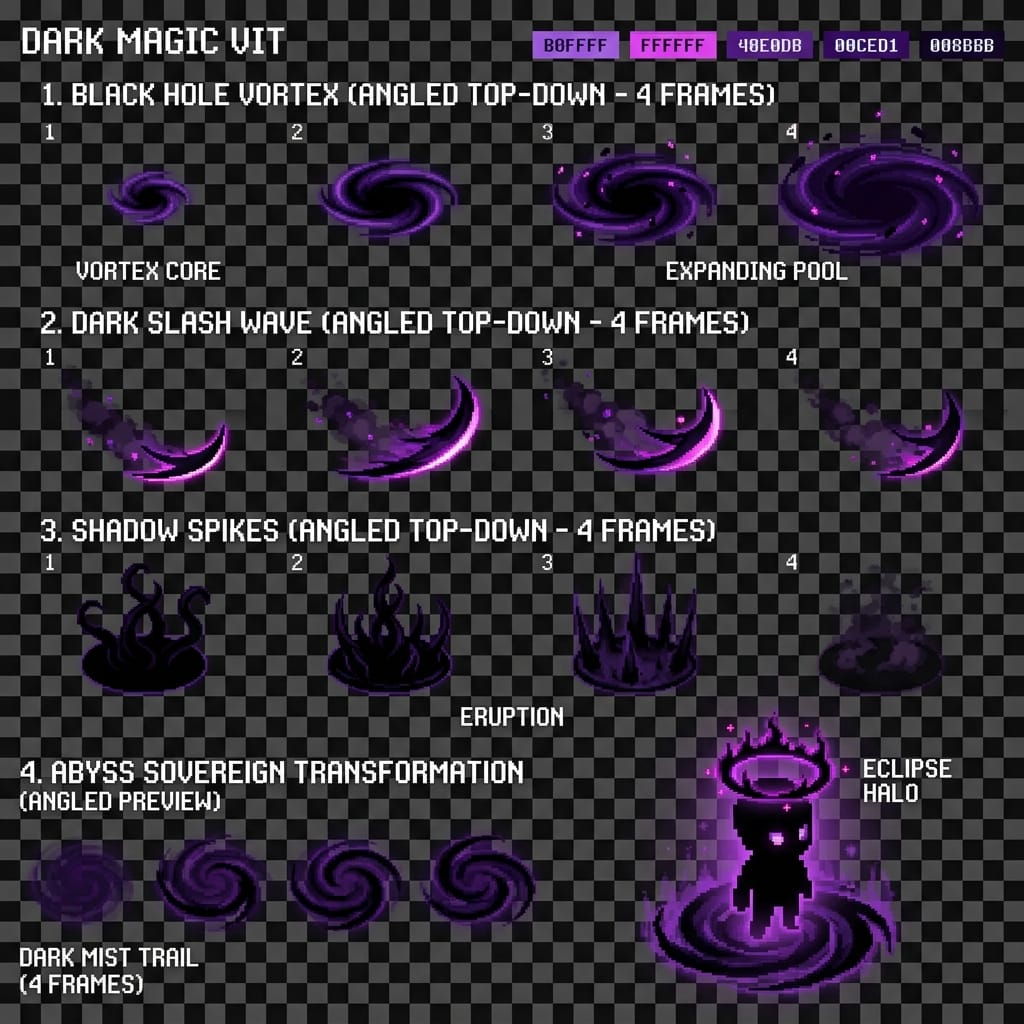 DARK MAGIC VIT
B0FFFF FFFFFF 40E0DB 00CED1 008BBB
1. BLACK HOLE VORTEX (ANGLED TOP-DOWN - 4 FRAMES)
1 2 3 4
VORTEX CORE EXPANDING POOL
2. DARK SLASH WAVE (ANGLED TOP-DOWN - 4 FRAMES)
1 2 3 4
3. SHADOW SPIKES (ANGLED TOP-DOWN - 4 FRAMES)
1 2 3 4
ERUPTION
4. ABYSS SOVEREIGN TRANSFORMATION
(ANGLED PREVIEW)
ECLIPSE
HALO
DARK MIST TRAIL
(4 FRAMES)